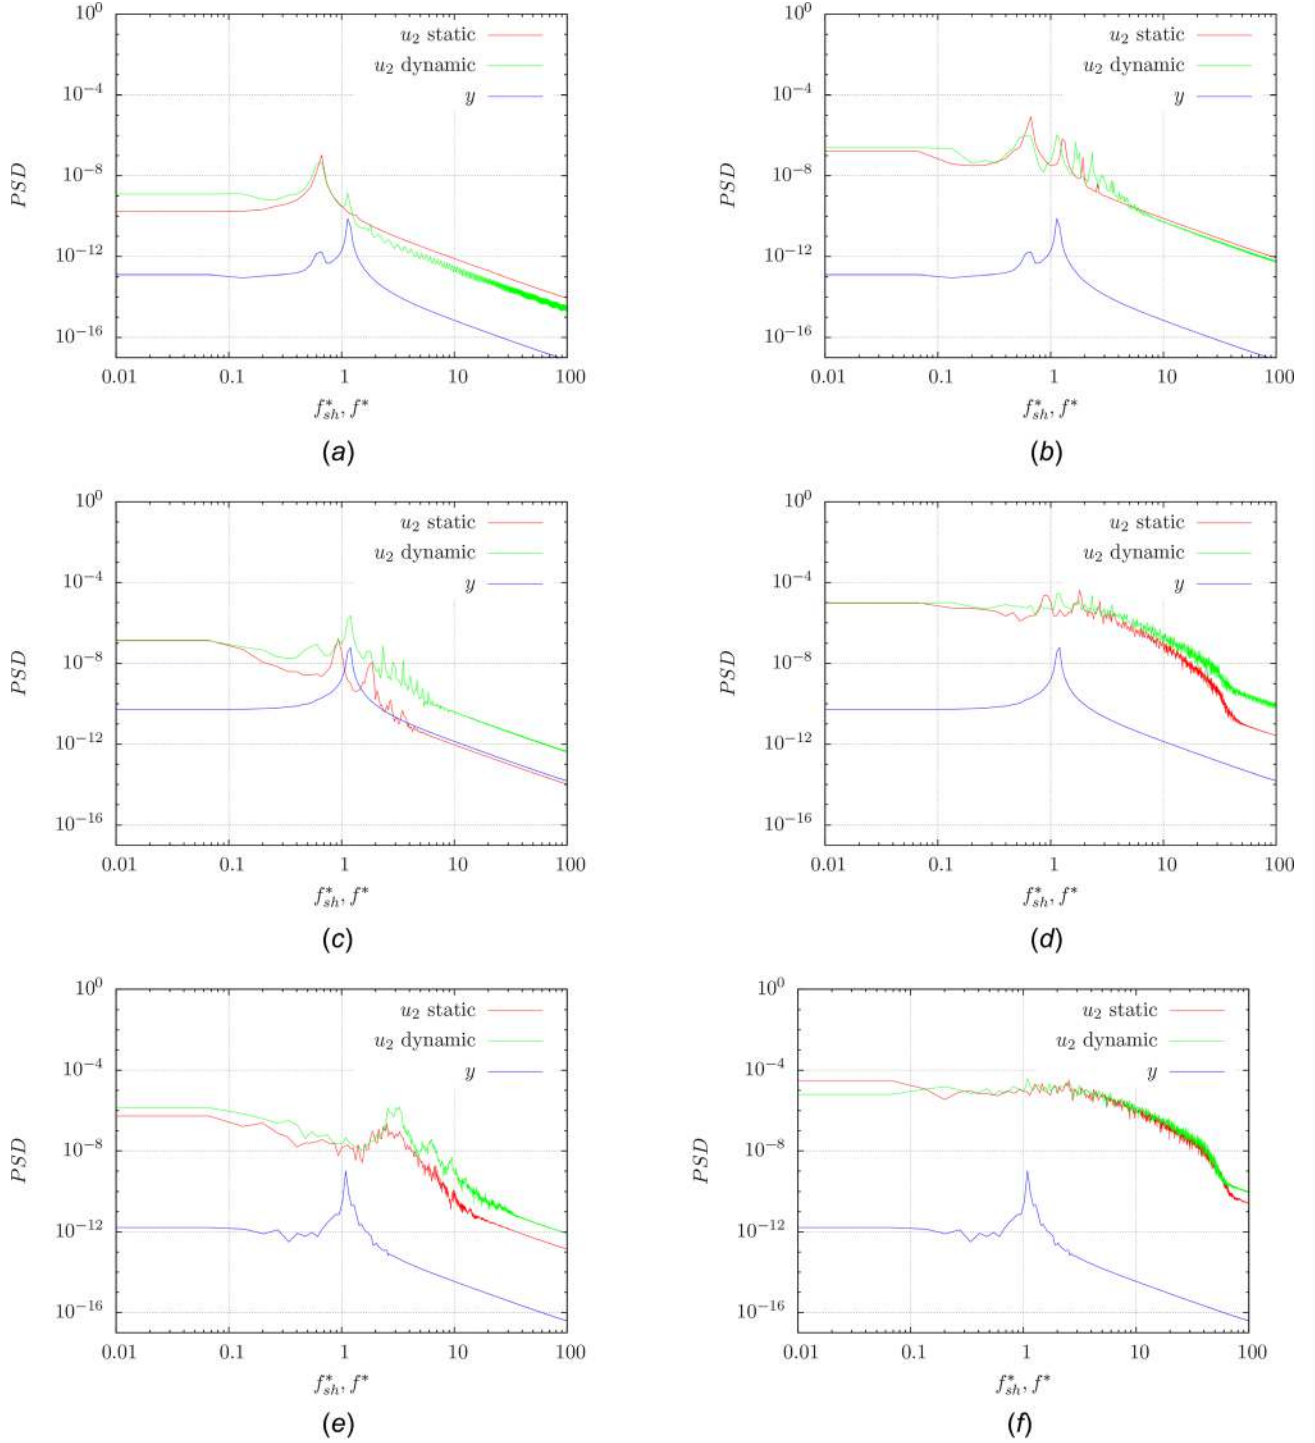 10^0
u_2 static
u_2 dynamic
y
10^{-4}
10^{-8}
10^{-12}
10^{-16}
PSD
0.01 0.1 1 10 100
f^*_{sh}, f^*
(a)
10^0
u_2 static
u_2 dynamic
y
10^{-4}
10^{-8}
10^{-12}
10^{-16}
PSD
0.01 0.1 1 10 100
f^*_{sh}, f^*
(b)
10^0
u_2 static
u_2 dynamic
y
10^{-4}
10^{-8}
10^{-12}
10^{-16}
PSD
0.01 0.1 1 10 100
f^*_{sh}, f^*
(c)
10^0
u_2 static
u_2 dynamic
y
10^{-4}
10^{-8}
10^{-12}
10^{-16}
PSD
0.01 0.1 1 10 100
f^*_{sh}, f^*
(d)
10^0
u_2 static
u_2 dynamic
y
10^{-4}
10^{-8}
10^{-12}
10^{-16}
PSD
0.01 0.1 1 10 100
f^*_{sh}, f^*
(e)
10^0
u_2 static
u_2 dynamic
y
10^{-4}
10^{-8}
10^{-12}
10^{-16}
PSD
0.01 0.1 1 10 100
f^*_{sh}, f^*
(f)